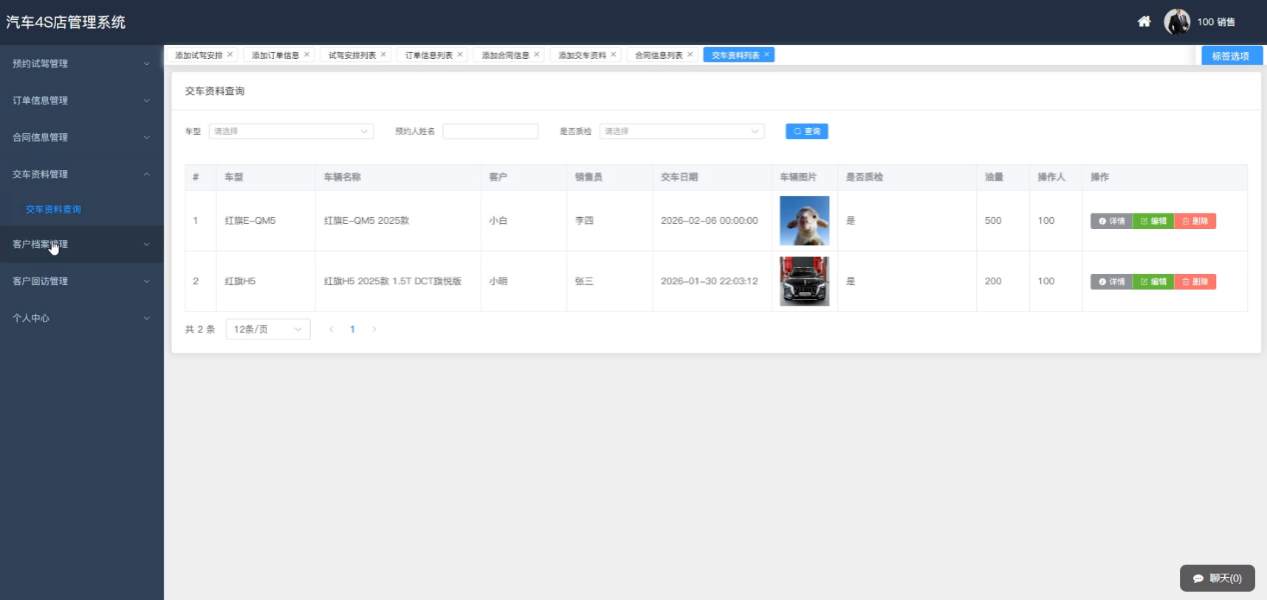 汽车4S店管理系统
100 销售
预约试驾管理
订单信息管理
合同信息管理
交车资料管理
交车资料查询
客户档案管理
客户回访管理
个人中心
添加试驾安排 × 添加订单信息 × 试驾安排列表 × 订单信息列表 × 添加合同信息 × 添加交车资料 × 合同信息列表 × 交车资料列表 × 标签选项
交车资料查询
车型 请选择 预约人姓名 是否质检 请选择 查询
# 车型 车辆名称 客户 销售员 交车日期 车辆图片 是否质检 油量 操作人 操作
1 红旗E-QM5 红旗E-QM5 2025款 小白 李四 2026-02-06 00:00:00 是 500 100 详情 编辑 删除
2 红旗H5 红旗H5 2025款 1.5T DCT旗悦版 小明 张三 2026-01-30 22:03:12 是 200 100 详情 编辑 删除
共 2 条 12条/页 1
聊天(0)